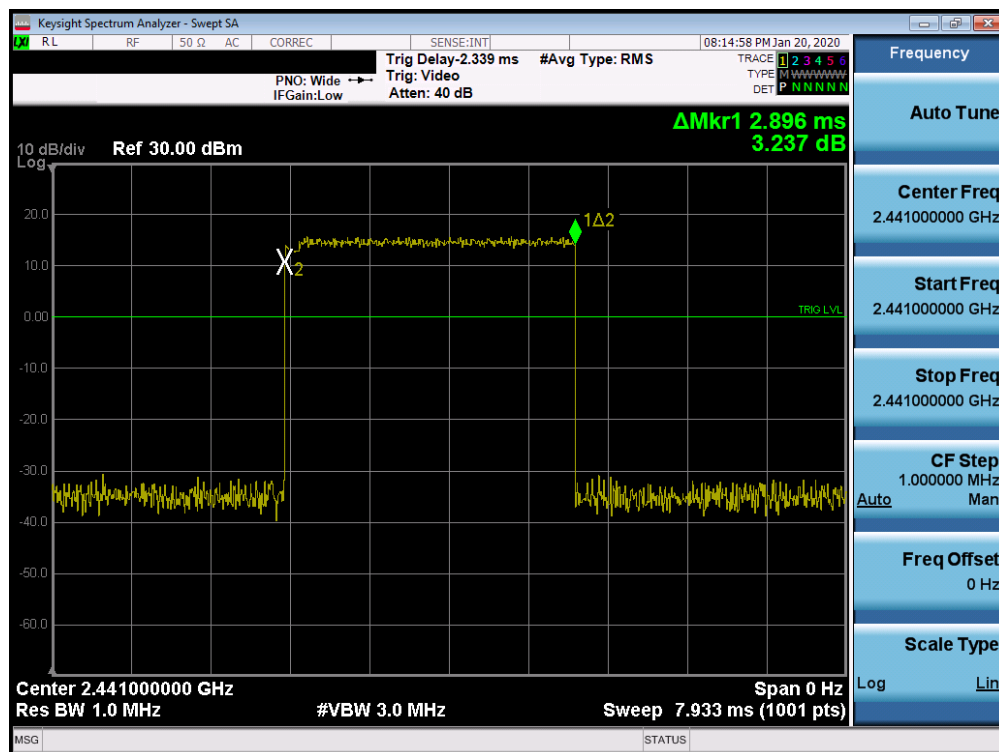 Keysight Spectrum Analyzer - Swept SA
LXI RL RF 50 Ω AC CORREC SENSE:INT 08:14:58 PM Jan 20, 2020
Trig Delay-2.339 ms #Avg Type: RMS TRACE 1 2 3 4 5 6
PNO: Wide Trig: Video TYPE M W W W W W
IFGain:Low Atten: 40 dB DET P N N N N N
ΔMkr1 2.896 ms
3.237 dB
10 dB/div Ref 30.00 dBm
Log
20.0
10.0
0.00
-10.0
-20.0
-30.0
-40.0
-50.0
-60.0
1Δ2
X2
TRIG LVL
Center 2.441000000 GHz Span 0 Hz
Res BW 1.0 MHz #VBW 3.0 MHz Sweep 7.933 ms (1001 pts)
MSG STATUS
Frequency
Auto Tune
Center Freq
2.441000000 GHz
Start Freq
2.441000000 GHz
Stop Freq
2.441000000 GHz
CF Step
1.000000 MHz
Auto Man
Freq Offset
0 Hz
Scale Type
Log Lin